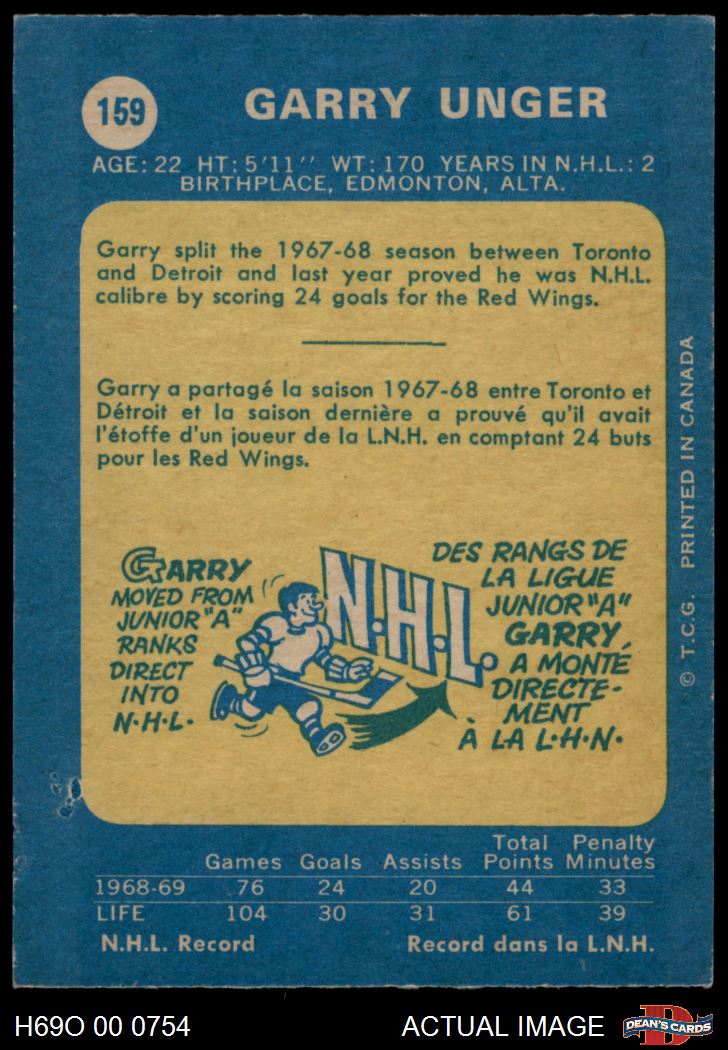 159
GARRY UNGER
AGE: 22 HT: 5'11'' WT: 170 YEARS IN N.H.L.: 2
BIRTHPLACE, EDMONTON, ALTA.
Garry split the 1967-68 season between Toronto
and Detroit and last year proved he was N.H.L.
calibre by scoring 24 goals for the Red Wings.
Garry a partagé la saison 1967-68 entre Toronto et
Détroit et la saison dernière a prouvé qu'il avait
l'étoffe d'un joueur de la L.N.H. en comptant 24 buts
pour les Red Wings.
GARRY
MOVED FROM
JUNIOR "A"
RANKS
DIRECT
INTO
N·H·L·
N·H·L·
DES RANGS DE
LA LIGUE
JUNIOR "A"
GARRY
A MONTÉ
DIRECTE-
MENT
À LA L·H·N·
© T.C.G. PRINTED IN CANADA
Games Goals Assists Total Points Penalty Minutes
1968-69 76 24 20 44 33
LIFE 104 30 31 61 39
N.H.L. Record Record dans la L.N.H.
H69O 00 0754 ACTUAL IMAGE D DEAN'S CARDS